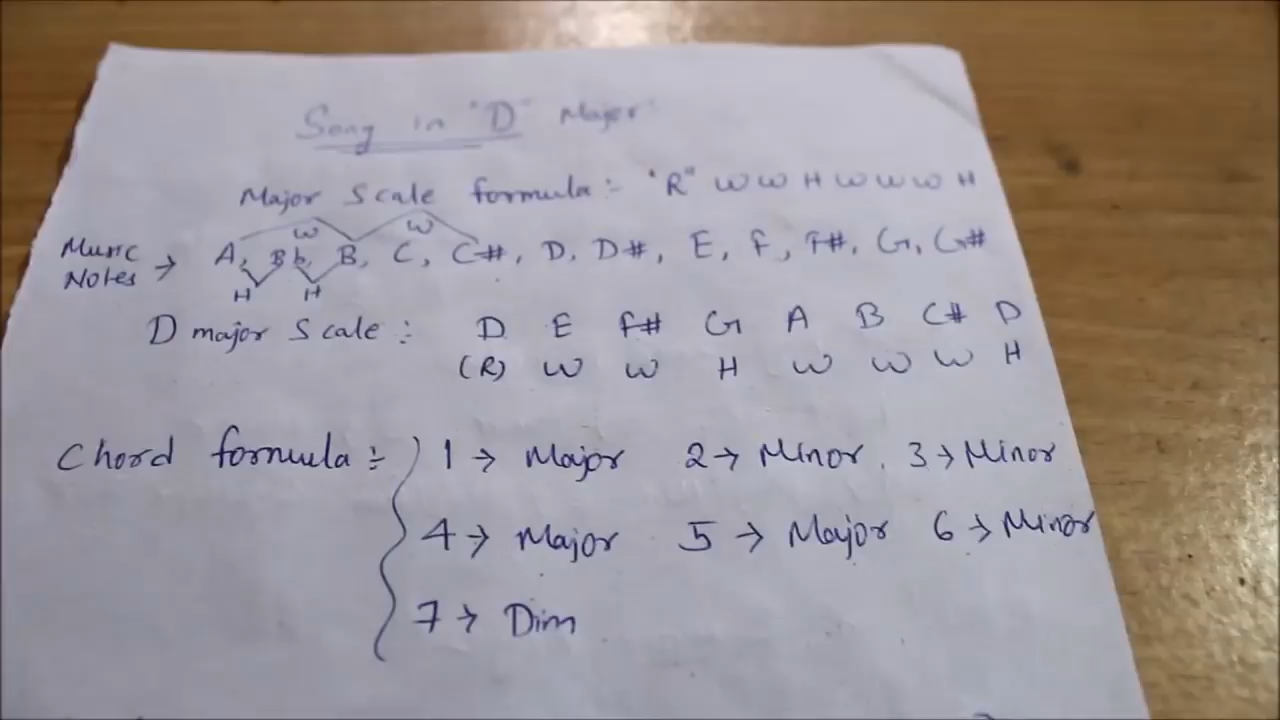 Song in "D" Major
Major Scale formula :- "R" W W H W W W H
W W
Music Notes → A, Bb, B, C, C#, D, D#, E, F, F#, G, G#
H H
D major Scale :- D E F# G A B C# D
(R) W W H W W W H
Chord formula :- 1 → Major 2 → Minor, 3 → Minor
4 → Major 5 → Major 6 → Minor
7 → Dim